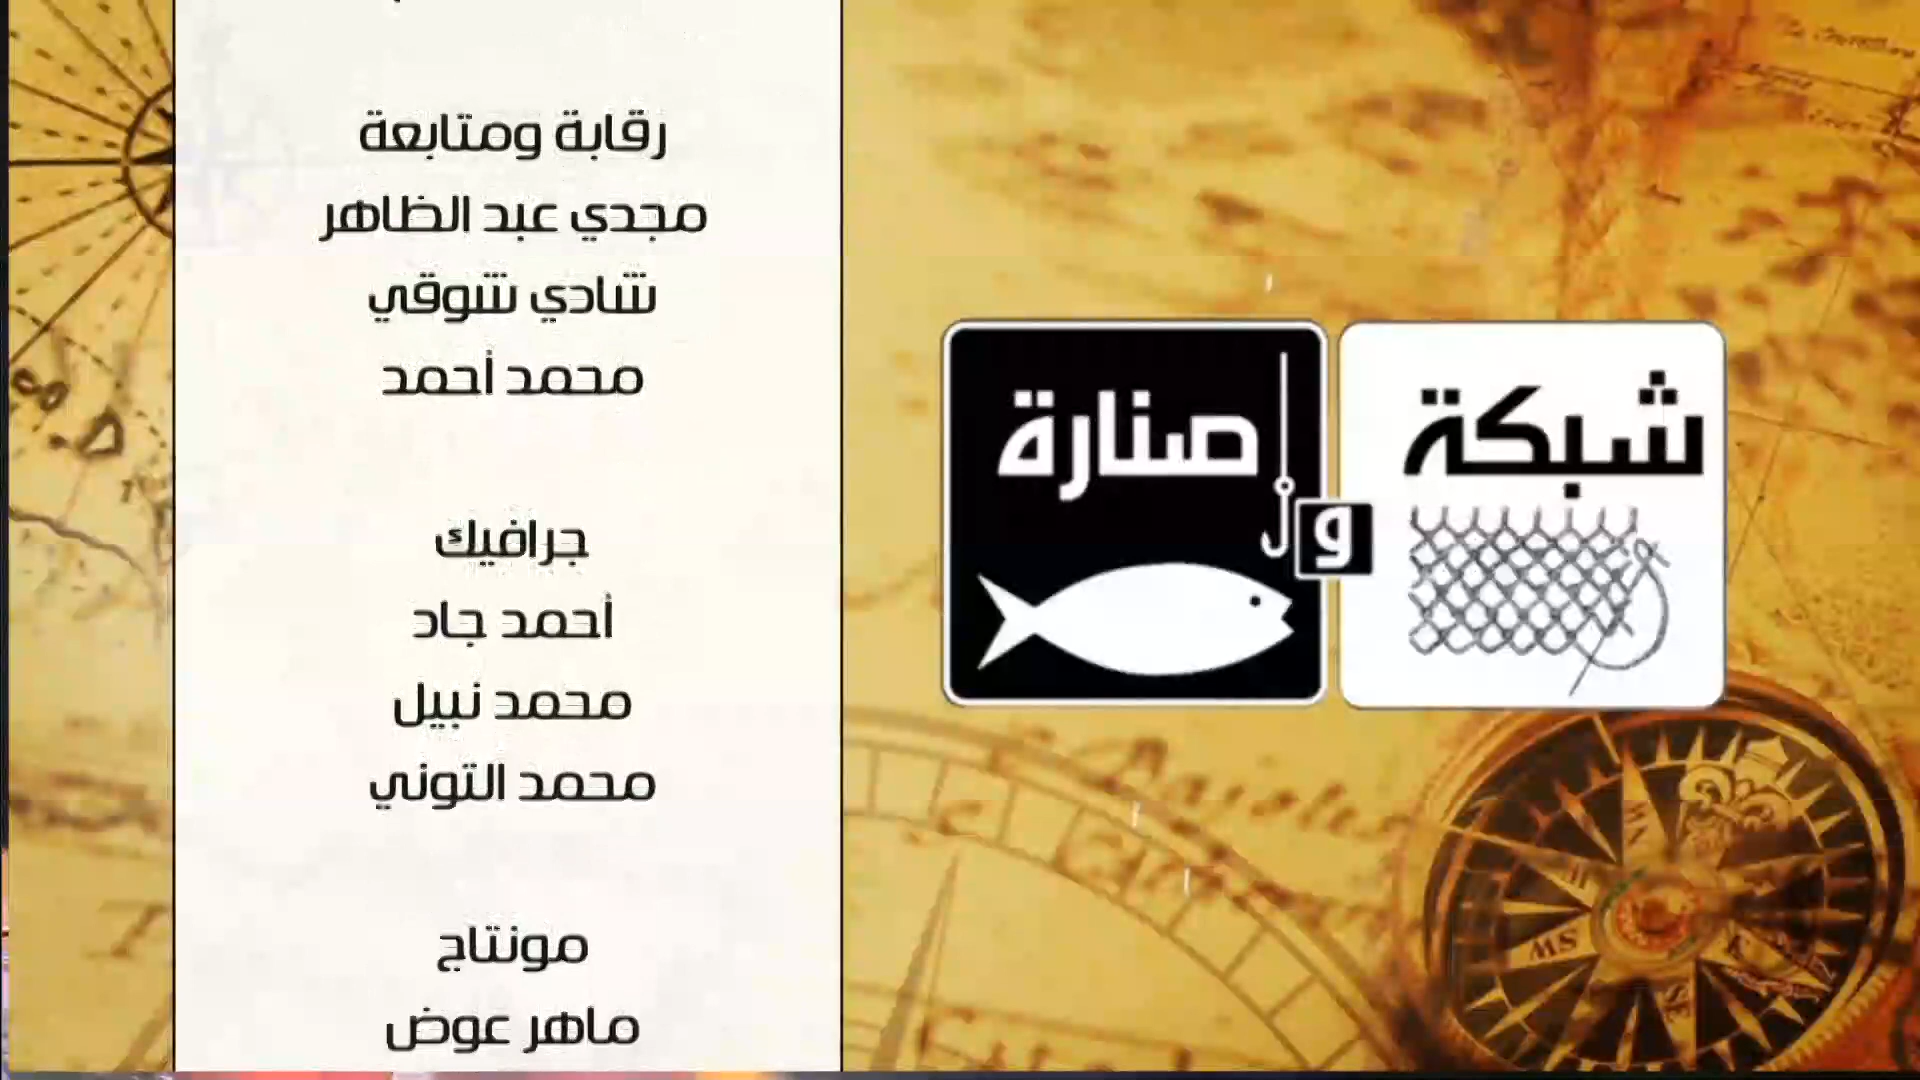 رقابة ومتابعة
مجدي عبد الظاهر
شادي شوقي
محمد أحمد
جرافيك
أحمد جاد
محمد نبيل
محمد التوني
مونتاج
ماهر عوض
شبكة
و
صنارة
SW